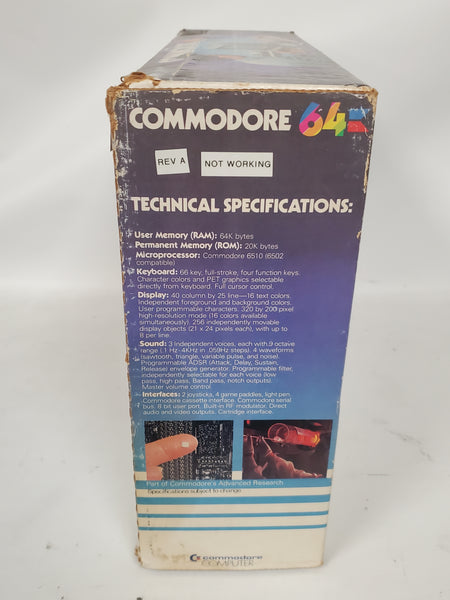 COMMODORE 64
REV A
NOT WORKING
TECHNICAL SPECIFICATIONS:
User Memory (RAM): 64K bytes
Permanent Memory (ROM): 20K bytes
Microprocessor: Commodore 6510 (6502
compatible)
Keyboard: 66 key, full-stroke, four function keys.
Character colors and PET graphics selectable
directly from keyboard. Full cursor control.
Display: 40 column by 25 line—16 text colors.
Independent foreground and background colors.
User programmable characters. 320 by 200 pixel
high-resolution mode (16 colors available
simultaneously). 256 independently movable
display objects (21 x 24 pixels each), with up to
8 per line.
Sound: 3 independent voices, each with 9 octave
range (.1 Hz-4KHz in .059Hz steps). 4 waveforms
(sawtooth, triangle, variable pulse, and noise).
Programmable ADSR (Attack, Delay, Sustain,
Release) envelope generator. Programmable filter,
independently selectable for each voice (low
pass, high pass, Band pass, notch outputs).
Master volume control.
Interfaces: 2 joysticks, 4 game paddles, light pen.
Commodore cassette interface. Commodore serial
bus. 8 bit user port. Built-in RF modulator. Direct
audio and video outputs. Cartridge interface.
Part of Commodore's Advanced Research
Specifications subject to change
commodore
COMPUTER